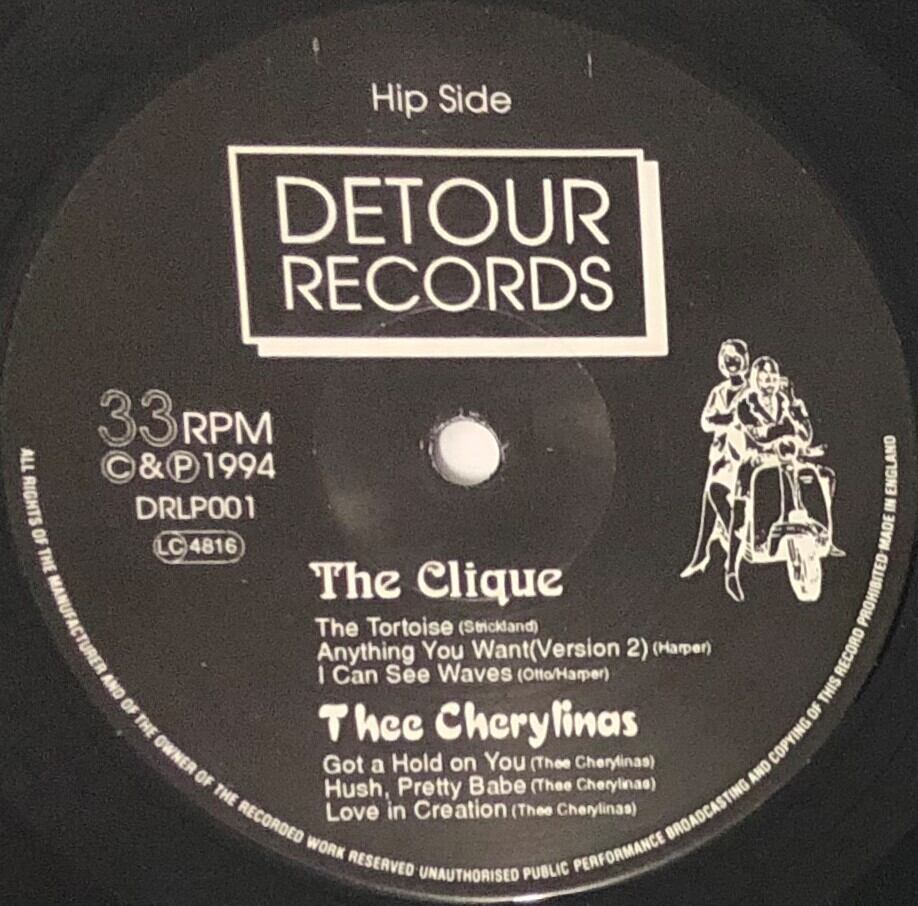 Hip Side
DETOUR
RECORDS
33 RPM
©&℗1994
DRLP001
LC 4816
The Clique
The Tortoise (Strickland)
Anything You Want(Version 2) (Harper)
I Can See Waves (Otto/Harper)
Thee Cherylinas
Got a Hold on You (Thee Cherylinas)
Hush, Pretty Babe (Thee Cherylinas)
Love in Creation (Thee Cherylinas)
ALL RIGHTS OF THE MANUFACTURER AND OF THE OWNER OF THE RECORDED WORK RESERVED·UNAUTHORISED PUBLIC PERFORMANCE BROADCASTING AND COPYING OF THIS RECORD PROHIBITED·MADE IN ENGLAND